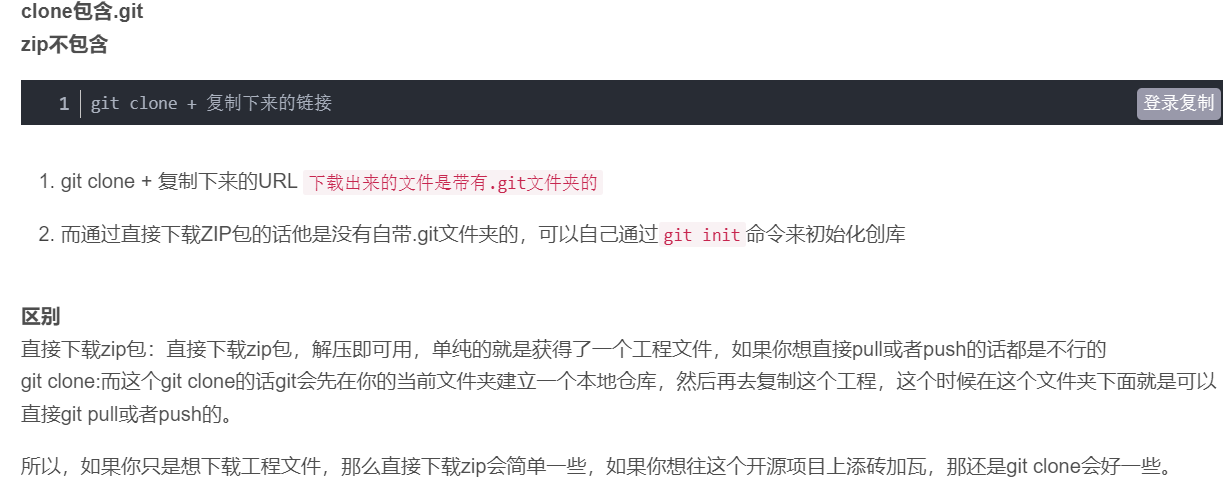 clone包含.git
zip不包含
1 git clone + 复制下来的链接
登录复制
1. git clone + 复制下来的URL 下载出来的文件是带有.git文件夹的
2. 而通过直接下载ZIP包的话他是没有自带.git文件夹的，可以自己通过git init命令来初始化创库
区别
直接下载zip包：直接下载zip包，解压即可用，单纯的就是获得了一个工程文件，如果你想直接pull或者push的话都是不行的
git clone:而这个git clone的话git会先在你的当前文件夹建立一个本地仓库，然后再去复制这个工程，这个时候在这个文件夹下面就是可以
直接git pull或者push的。
所以，如果你只是想下载工程文件，那么直接下载zip会简单一些，如果你想往这个开源项目上添砖加瓦，那还是git clone会好一些。